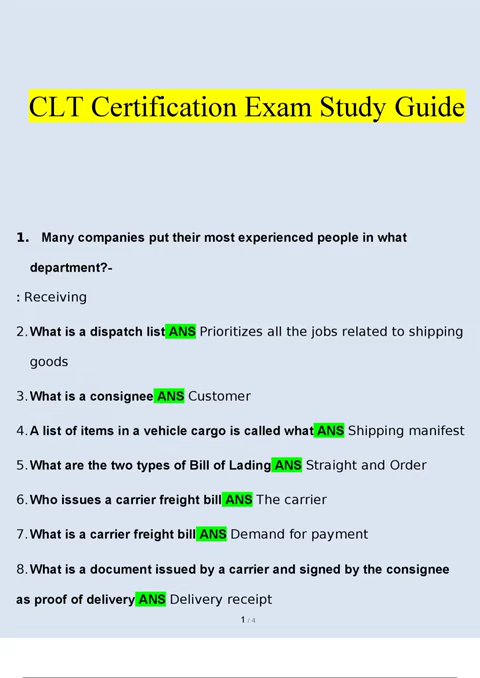 CLT Certification Exam Study Guide
1. Many companies put their most experienced people in what
department?-
: Receiving
2. What is a dispatch list ANS Prioritizes all the jobs related to shipping
goods
3. What is a consignee ANS Customer
4. A list of items in a vehicle cargo is called what ANS Shipping manifest
5. What are the two types of Bill of Lading ANS Straight and Order
6. Who issues a carrier freight bill ANS The carrier
7. What is a carrier freight bill ANS Demand for payment
8. What is a document issued by a carrier and signed by the consignee
as proof of delivery ANS Delivery receipt
1 / 4